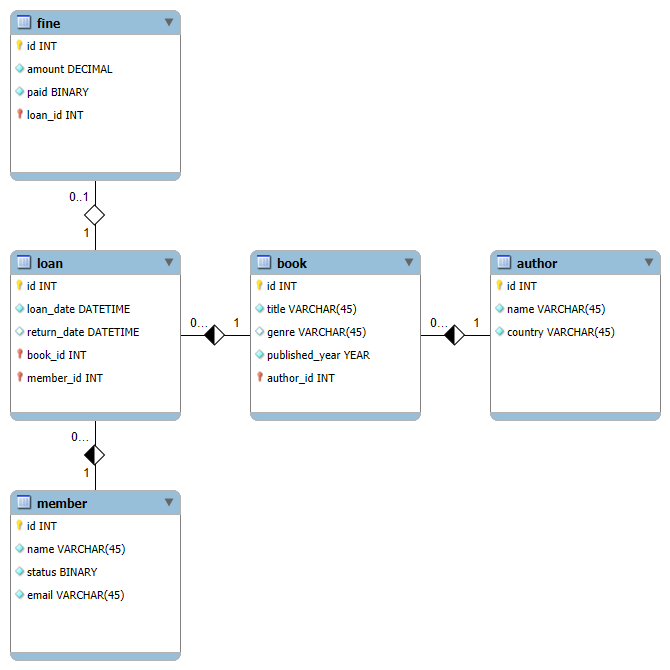 fine
id INT
amount DECIMAL
paid BINARY
loan_id INT
0..1
1
loan
id INT
loan_date DATETIME
return_date DATETIME
book_id INT
member_id INT
0...
1
book
id INT
title VARCHAR(45)
genre VARCHAR(45)
published_year YEAR
author_id INT
0...
1
author
id INT
name VARCHAR(45)
country VARCHAR(45)
0...
1
member
id INT
name VARCHAR(45)
status BINARY
email VARCHAR(45)